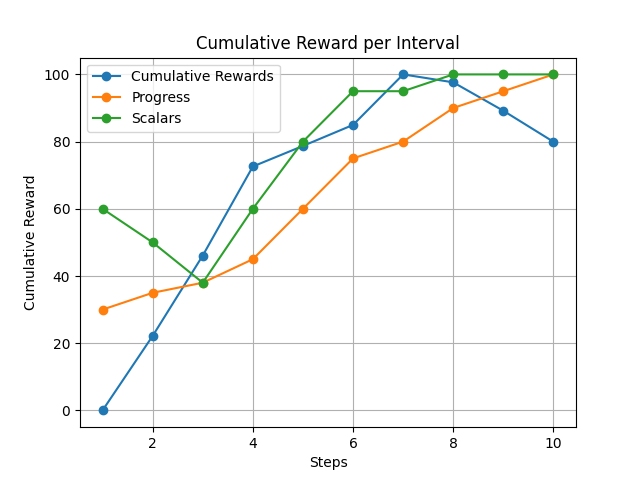 Cumulative Reward per Interval
Cumulative Rewards
Progress
Scalars
100
80
60
40
20
0
Cumulative Reward
2 4 6 8 10
Steps